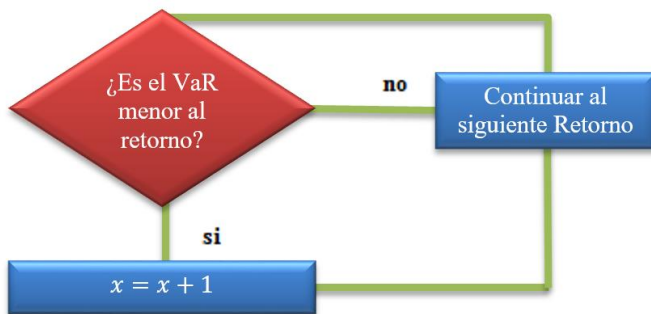 ¿Es el VaR
menor al
retorno?
no
Continuar al
siguiente Retorno
si
x = x + 1